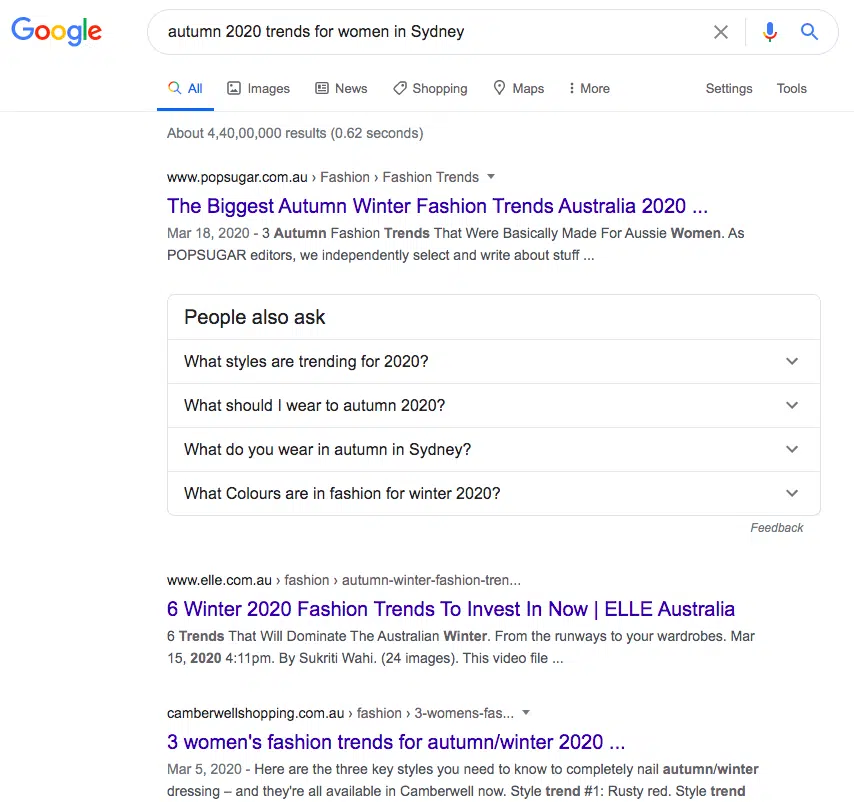 Google
autumn 2020 trends for women in Sydney
All Images News Shopping Maps More Settings Tools
About 4,40,00,000 results (0.62 seconds)
www.popsugar.com.au › Fashion › Fashion Trends
The Biggest Autumn Winter Fashion Trends Australia 2020 ...
Mar 18, 2020 - 3 Autumn Fashion Trends That Were Basically Made For Aussie Women. As
POPSUGAR editors, we independently select and write about stuff ...
People also ask
What styles are trending for 2020?
What should I wear to autumn 2020?
What do you wear in autumn in Sydney?
What Colours are in fashion for winter 2020?
Feedback
www.elle.com.au › fashion › autumn-winter-fashion-tren...
6 Winter 2020 Fashion Trends To Invest In Now | ELLE Australia
6 Trends That Will Dominate The Australian Winter. From the runways to your wardrobes. Mar
15, 2020 4:11pm. By Sukriti Wahi. (24 images). This video file ...
camberwellshopping.com.au › fashion › 3-womens-fas...
3 women's fashion trends for autumn/winter 2020 ...
Mar 5, 2020 - Here are the three key styles you need to know to completely nail autumn/winter
dressing – and they're all available in Camberwell now. Style trend #1: Rusty red. Style trend